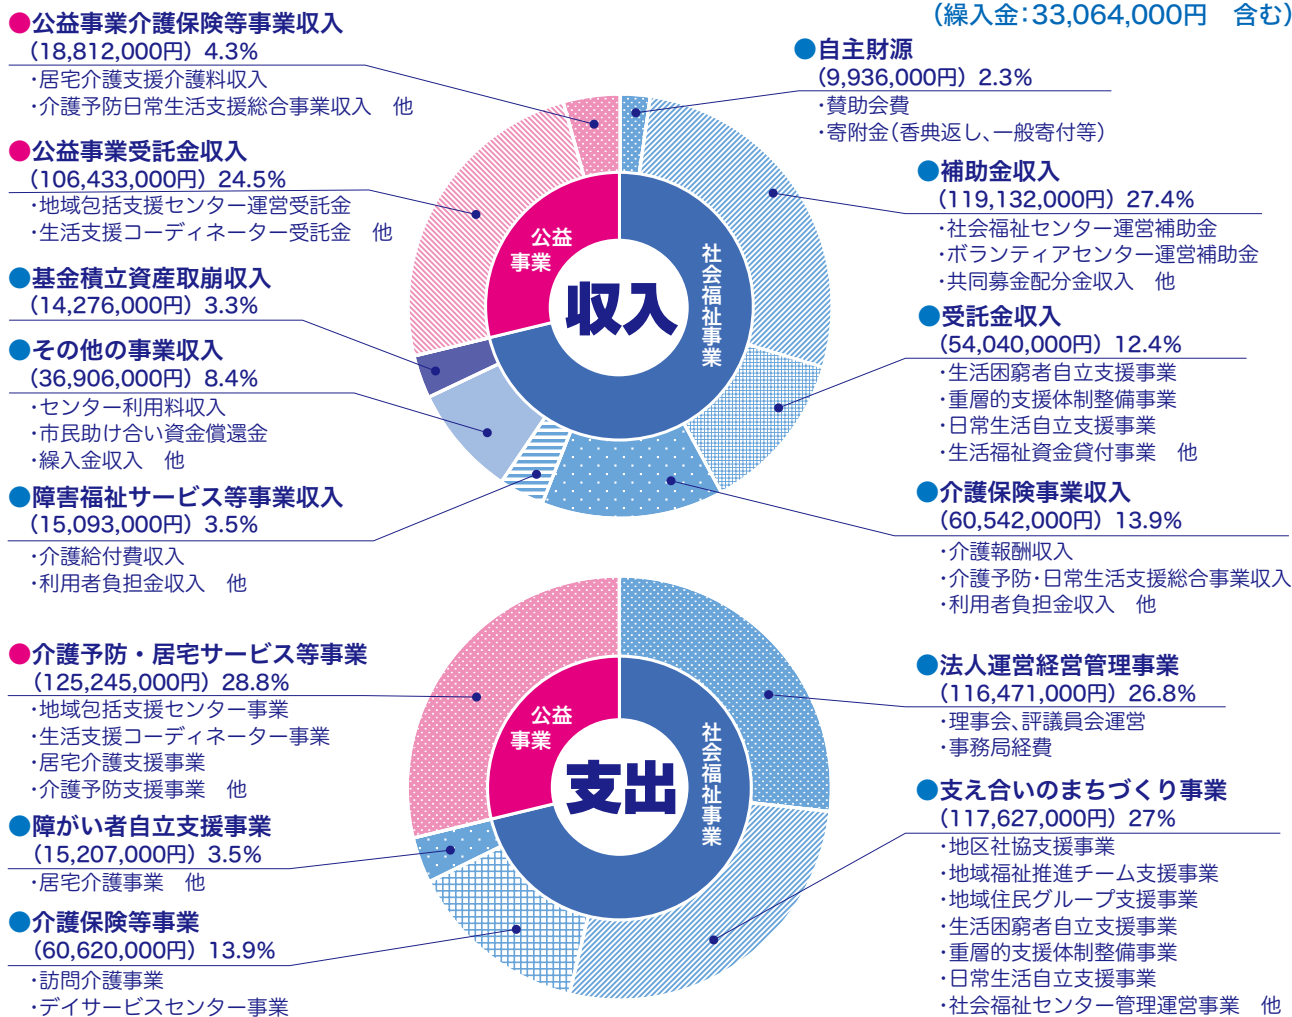 (繰入金:33,064,000円　含む)
●公益事業介護保険等事業収入
(18,812,000円) 4.3%
・居宅介護支援介護料収入
・介護予防日常生活支援総合事業収入　他
●公益事業受託金収入
(106,433,000円) 24.5%
・地域包括支援センター運営受託金
・生活支援コーディネーター受託金　他
●基金積立資産取崩収入
(14,276,000円) 3.3%
●その他の事業収入
(36,906,000円) 8.4%
・センター利用料収入
・市民助け合い資金償還金
・繰入金収入　他
●障害福祉サービス等事業収入
(15,093,000円) 3.5%
・介護給付費収入
・利用者負担金収入　他
公益
事業
収入
社会福祉事業
●自主財源
(9,936,000円) 2.3%
・賛助会費
・寄附金(香典返し、一般寄付等)
●補助金収入
(119,132,000円) 27.4%
・社会福祉センター運営補助金
・ボランティアセンター運営補助金
・共同募金配分金収入　他
●受託金収入
(54,040,000円) 12.4%
・生活困窮者自立支援事業
・重層的支援体制整備事業
・日常生活自立支援事業
・生活福祉資金貸付事業　他
●介護保険事業収入
(60,542,000円) 13.9%
・介護報酬収入
・介護予防・日常生活支援総合事業収入
・利用者負担金収入　他
●介護予防・居宅サービス等事業
(125,245,000円) 28.8%
・地域包括支援センター事業
・生活支援コーディネーター事業
・居宅介護支援事業
・介護予防支援事業　他
●障がい者自立支援事業
(15,207,000円) 3.5%
・居宅介護事業　他
●介護保険等事業
(60,620,000円) 13.9%
・訪問介護事業
・デイサービスセンター事業
公益
事業
支出
社会福祉事業
●法人運営経営管理事業
(116,471,000円) 26.8%
・理事会、評議員会運営
・事務局経費
●支え合いのまちづくり事業
(117,627,000円) 27%
・地区社協支援事業
・地域福祉推進チーム支援事業
・地域住民グループ支援事業
・生活困窮者自立支援事業
・重層的支援体制整備事業
・日常生活自立支援事業
・社会福祉センター管理運営事業　他